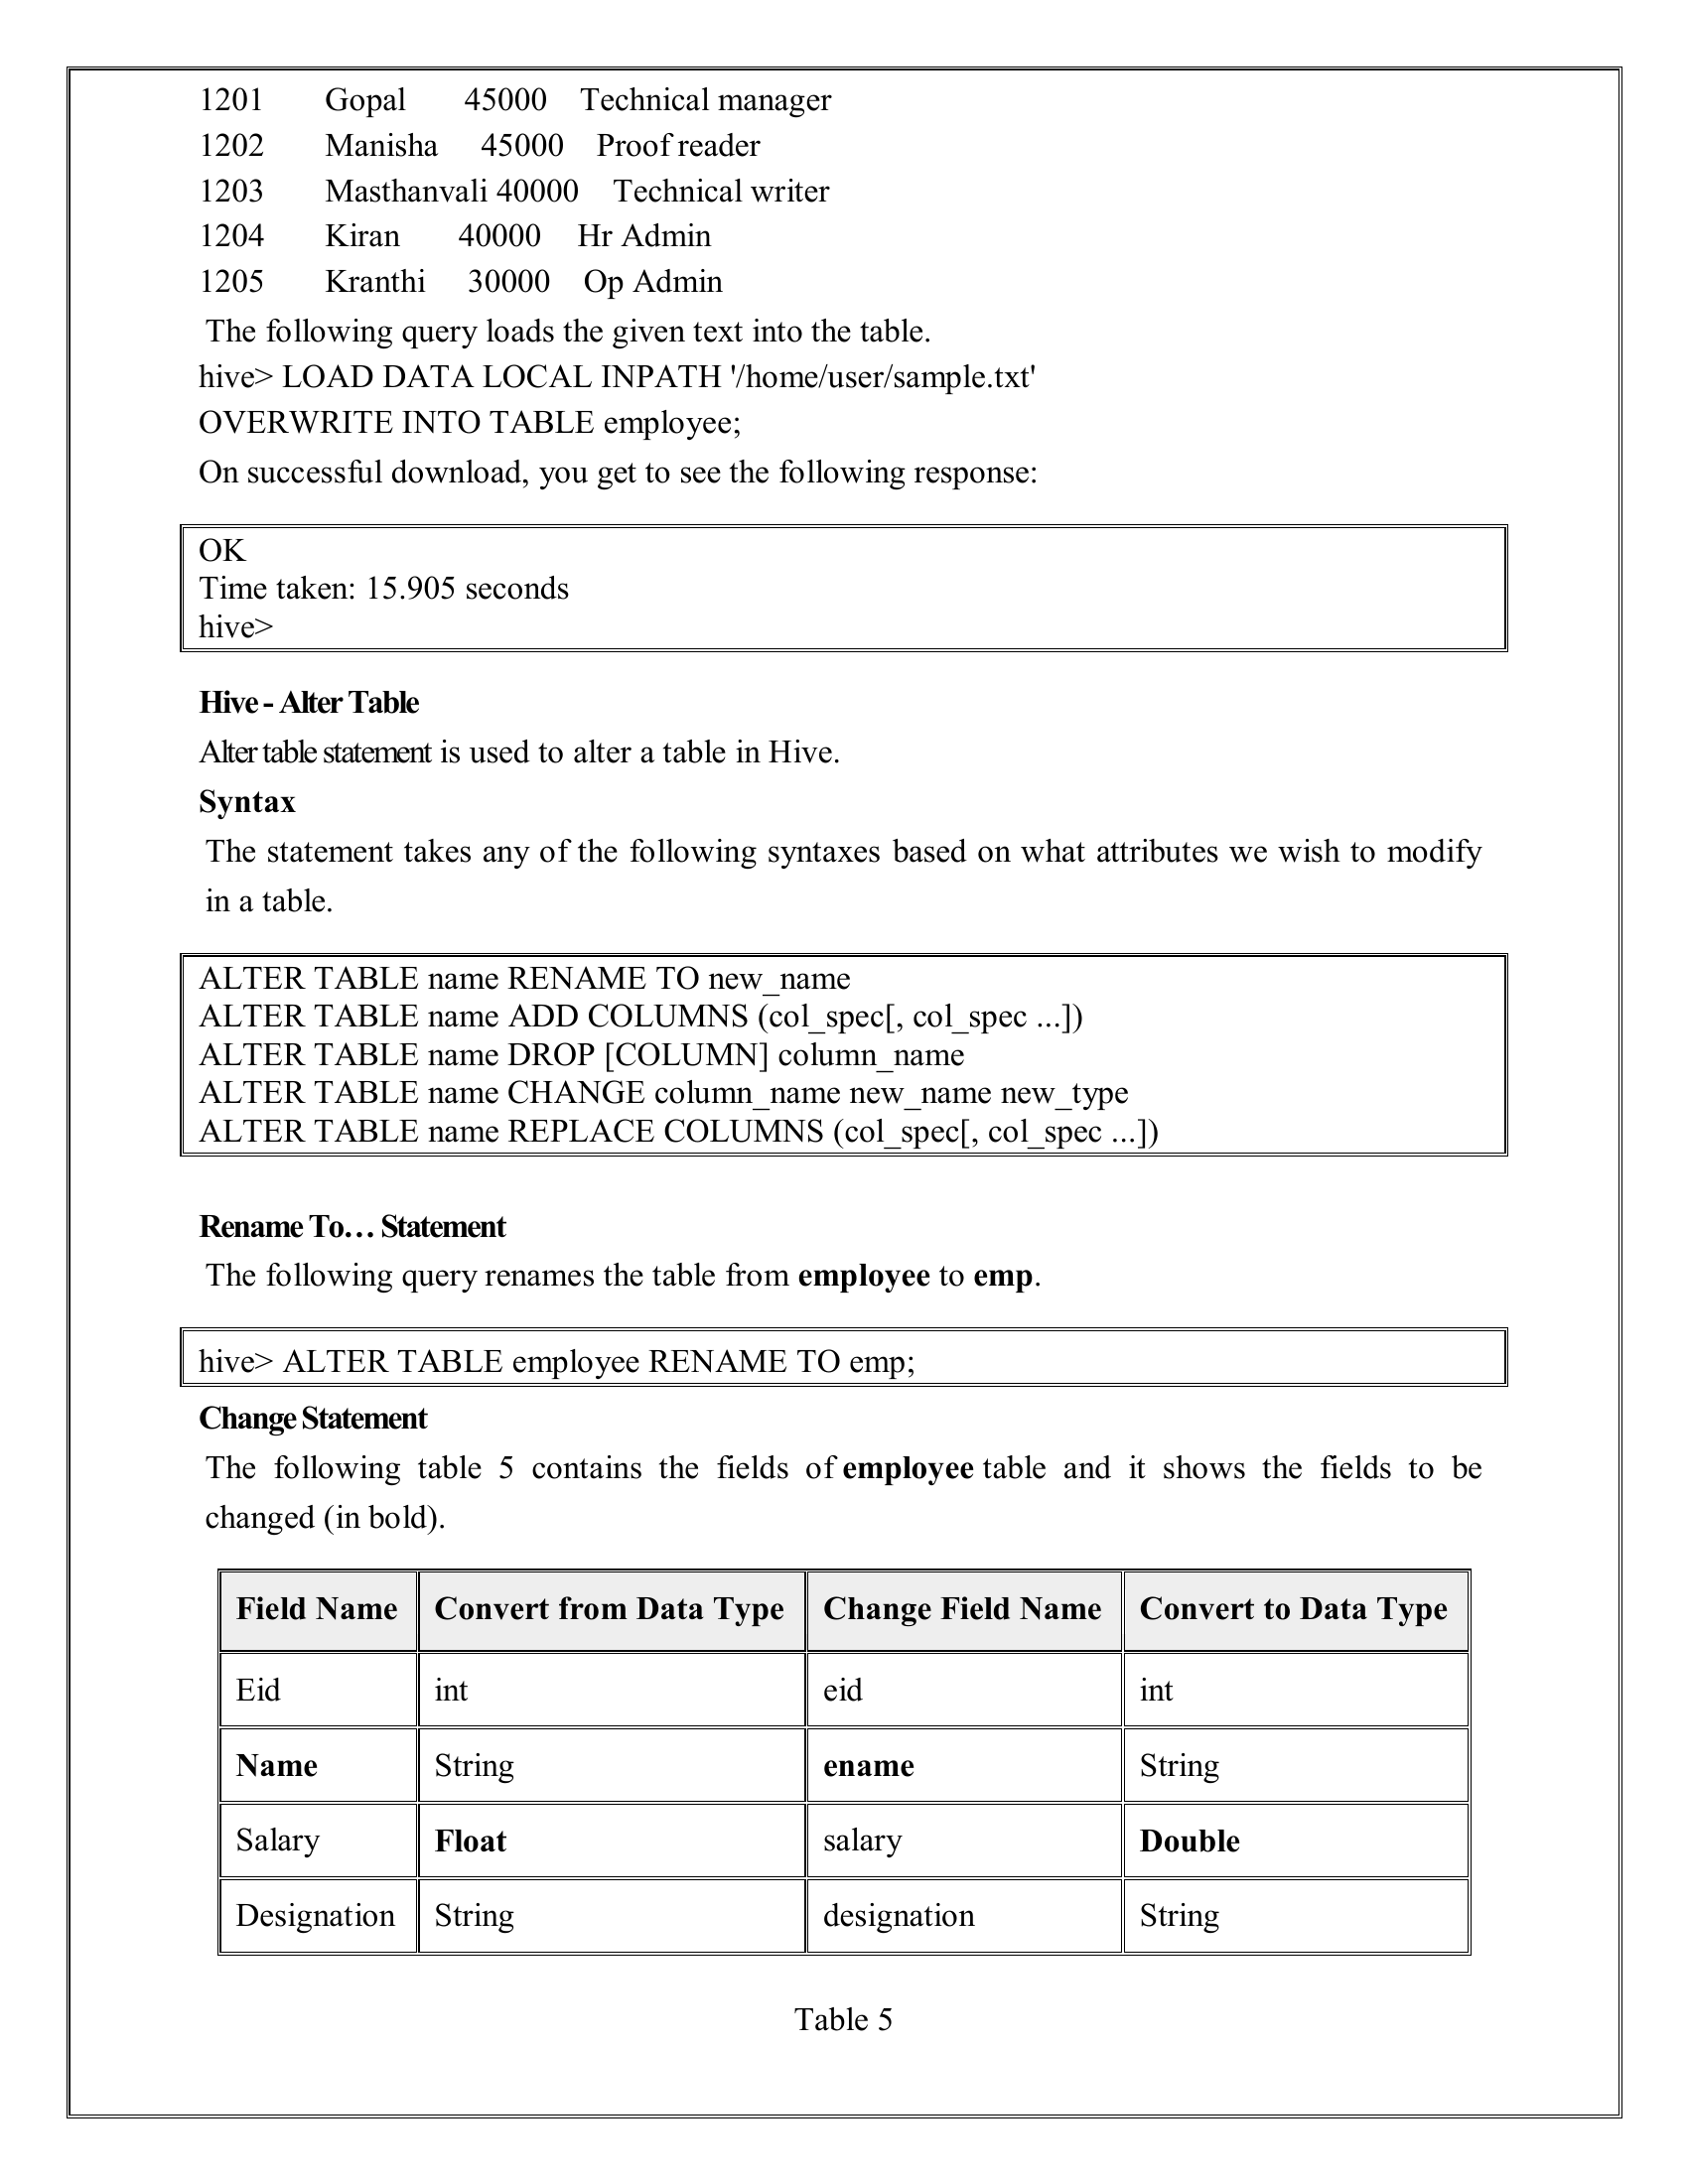 1201 Gopal 45000 Technical manager
1202 Manisha 45000 Proof reader
1203 Masthanvali 40000 Technical writer
1204 Kiran 40000 Hr Admin
1205 Kranthi 30000 Op Admin
The following query loads the given text into the table.
hive> LOAD DATA LOCAL INPATH '/home/user/sample.txt'
OVERWRITE INTO TABLE employee;
On successful download, you get to see the following response:
OK
Time taken: 15.905 seconds
hive>
Hive - Alter Table
Alter table statement is used to alter a table in Hive.
Syntax
The statement takes any of the following syntaxes based on what attributes we wish to modify
in a table.
ALTER TABLE name RENAME TO new_name
ALTER TABLE name ADD COLUMNS (col_spec[, col_spec ...])
ALTER TABLE name DROP [COLUMN] column_name
ALTER TABLE name CHANGE column_name new_name new_type
ALTER TABLE name REPLACE COLUMNS (col_spec[, col_spec ...])
Rename To… Statement
The following query renames the table from employee to emp.
hive> ALTER TABLE employee RENAME TO emp;
Change Statement
The following table 5 contains the fields of employee table and it shows the fields to be
changed (in bold).
Field Name Convert from Data Type Change Field Name Convert to Data Type
Eid int eid int
Name String ename String
Salary Float salary Double
Designation String designation String
Table 5